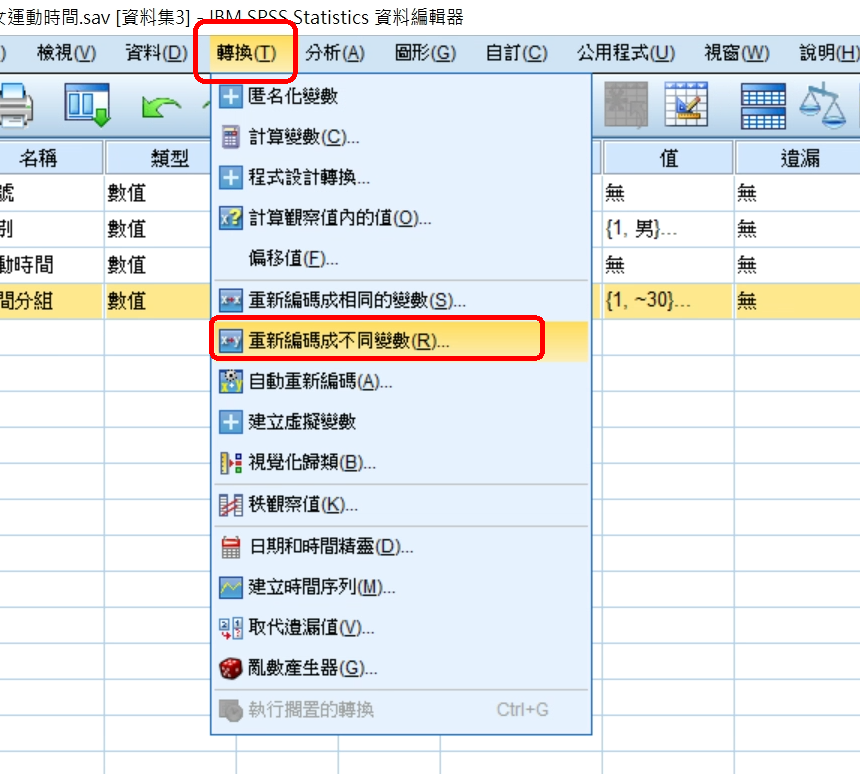 女運動時間.sav [資料集3] - IBM SPSS Statistics 資料編輯器
) 檢視(V) 資料(D) 轉換(T) 分析(A) 圖形(G) 自訂(C) 公用程式(U) 視窗(W) 說明(H)
匿名化變數
計算變數(C)...
程式設計轉換...
計算觀察值內的值(O)...
偏移值(F)...
重新編碼成相同的變數(S)...
重新編碼成不同變數(R)...
自動重新編碼(A)...
建立虛擬變數
視覺化歸類(B)...
秩觀察值(K)...
日期和時間精靈(D)...
建立時間序列(M)...
取代遺漏值(V)...
亂數產生器(G)...
執行擱置的轉換 Ctrl+G
名稱 類型 值 遺漏
號 數值 無 無
別 數值 {1, 男}... 無
動時間 數值 無 無
間分組 數值 {1, ~30}... 無